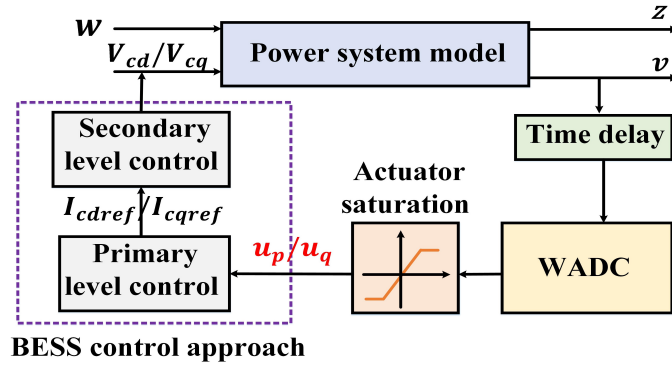 w
z
V_cd/V_cq
Power system model
v
Secondary
level control
Time delay
Actuator
saturation
I_cdref/I_cqref
u_p/u_q
Primary
level control
WADC
BESS control approach